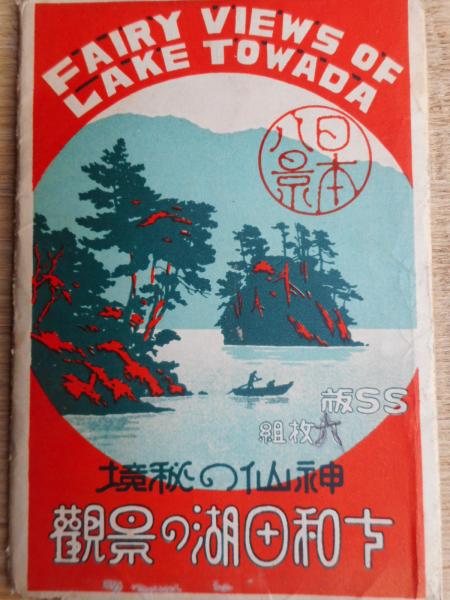 FAIRY VIEWS OF
LAKE TOWADA
日本
八景
SS版
六枚組
神仙の秘境
十和田湖の景觀